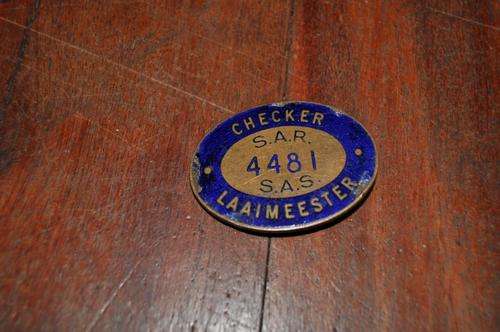 CHECKER
S.A.R.
4481
S.A.S.
LAAIMEESTER